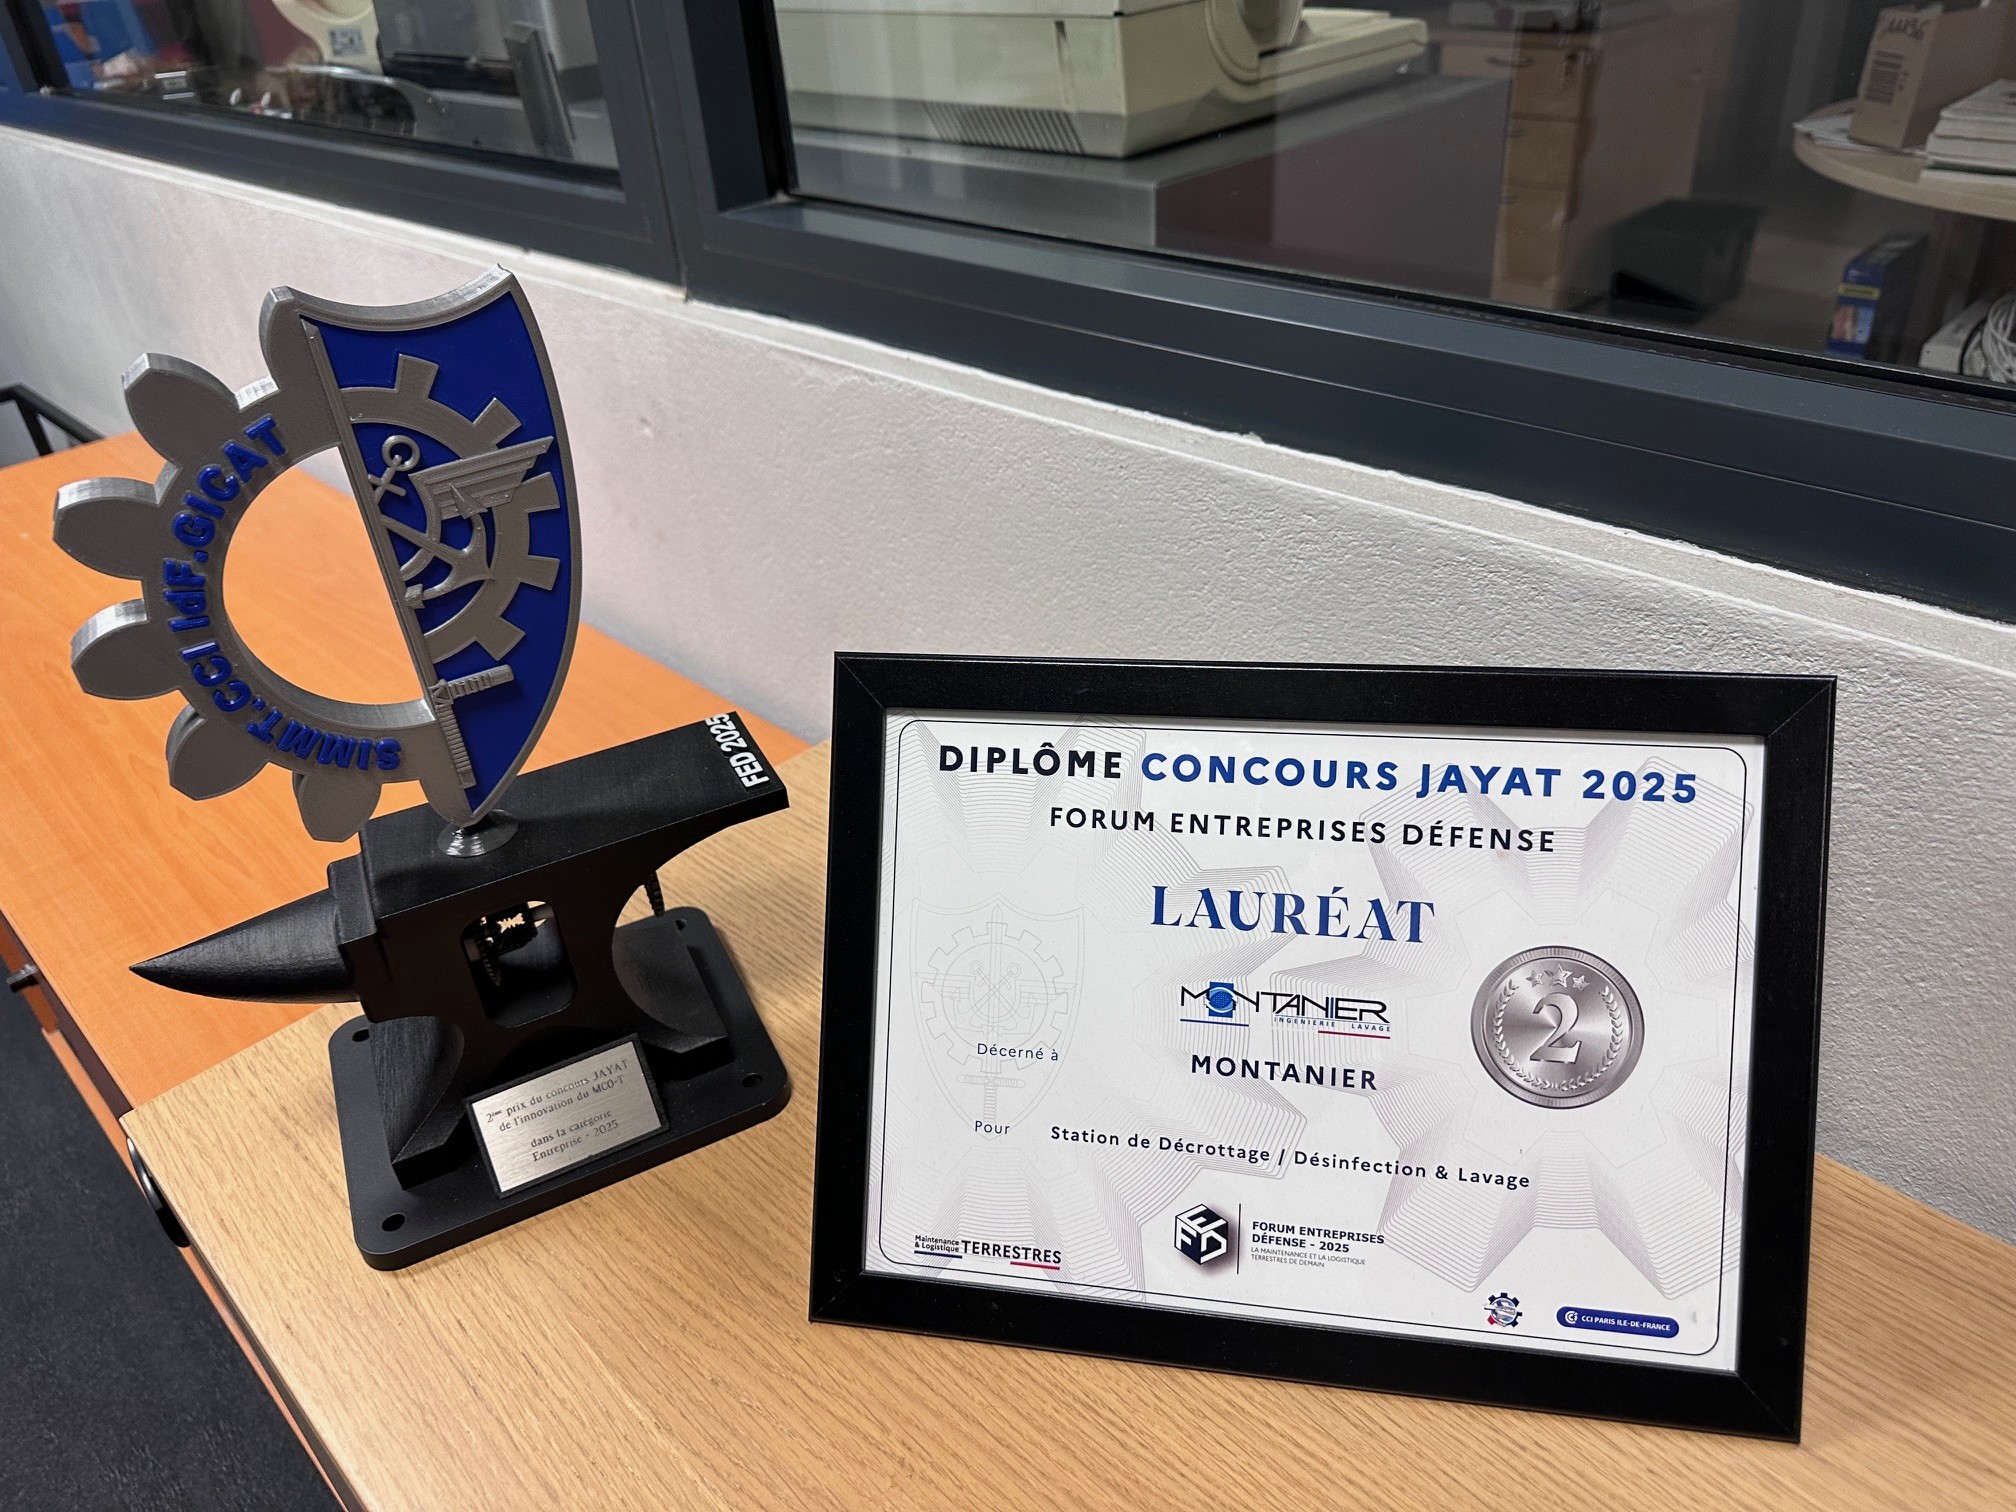 SIMMT.CCI IdF.GICAT
FED 2025
2ème prix du concours JAYAT
de l'innovation du MCO-T
dans la catégorie
Entreprise - 2025
DIPLÔME CONCOURS JAYAT 2025
FORUM ENTREPRISES DÉFENSE
LAURÉAT
MONTANIER
INGENIERIE LAVAGE
Décerné à
MONTANIER
Pour
Station de Décrottage / Désinfection & Lavage
Maintenance
& Logistique TERRESTRES
FED
FORUM ENTREPRISES
DÉFENSE - 2025
LA MAINTENANCE ET LA LOGISTIQUE
TERRESTRES DE DEMAIN
2
CCI PARIS ILE-DE-FRANCE